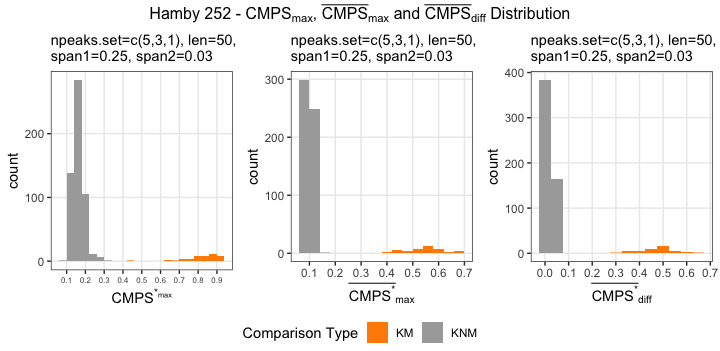 Hamby 252 - CMPSmax, CMPSmax and CMPSdiff Distribution
npeaks.set=c(5,3,1), len=50,
span1=0.25, span2=0.03
npeaks.set=c(5,3,1), len=50,
span1=0.25, span2=0.03
npeaks.set=c(5,3,1), len=50,
span1=0.25, span2=0.03
count
200
100
0
0.1 0.2 0.3 0.4 0.5 0.6 0.7 0.8 0.9
CMPS*max
count
300
200
100
0
0.1 0.2 0.3 0.4 0.5 0.6 0.7
CMPS*max
count
400
300
200
100
0
0.0 0.1 0.2 0.3 0.4 0.5 0.6 0.7
CMPS*diff
Comparison Type KM KNM